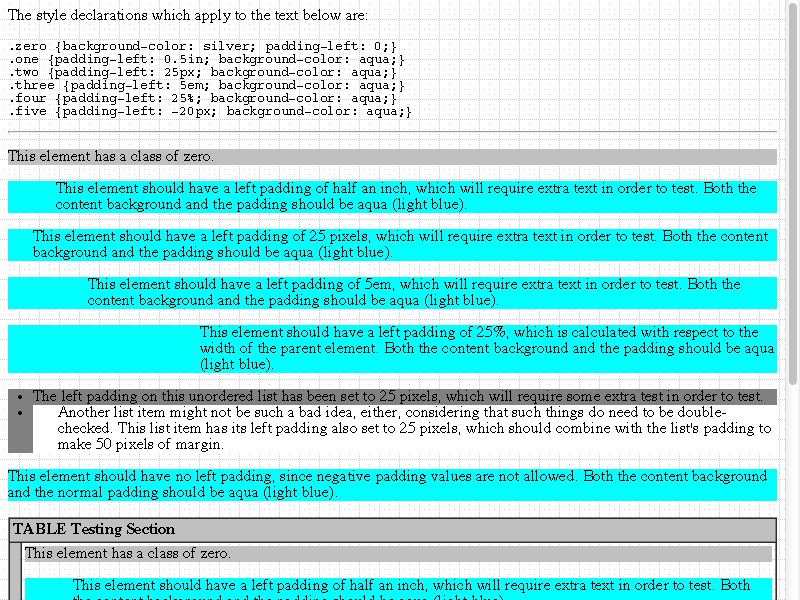 The style declarations which apply to the text below are:
.zero {background-color: silver; padding-left: 0;}
.one {padding-left: 0.5in; background-color: aqua;}
.two {padding-left: 25px; background-color: aqua;}
.three {padding-left: 5em; background-color: aqua;}
.four {padding-left: 25%; background-color: aqua;}
.five {padding-left: -20px; background-color: aqua;}
This element has a class of zero.
This element should have a left padding of half an inch, which will require extra text in order to test. Both the
content background and the padding should be aqua (light blue).
This element should have a left padding of 25 pixels, which will require extra text in order to test. Both the content
background and the padding should be aqua (light blue).
This element should have a left padding of 5em, which will require extra text in order to test. Both the
content background and the padding should be aqua (light blue).
This element should have a left padding of 25%, which is calculated with respect to the
width of the parent element. Both the content background and the padding should be aqua
(light blue).
• The left padding on this unordered list has been set to 25 pixels, which will require some extra test in order to test.
• Another list item might not be such a bad idea, either, considering that such things do need to be double-
checked. This list item has its left padding also set to 25 pixels, which should combine with the list's padding to
make 50 pixels of margin.
This element should have no left padding, since negative padding values are not allowed. Both the content background
and the normal padding should be aqua (light blue).
TABLE Testing Section
This element has a class of zero.
This element should have a left padding of half an inch, which will require extra text in order to test. Both
the content background and the padding should be aqua (light blue).